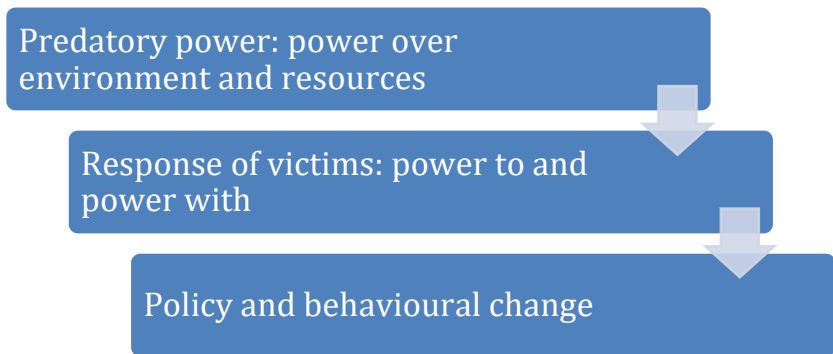 Predatory power: power over
environment and resources
Response of victims: power to and
power with
Policy and behavioural change